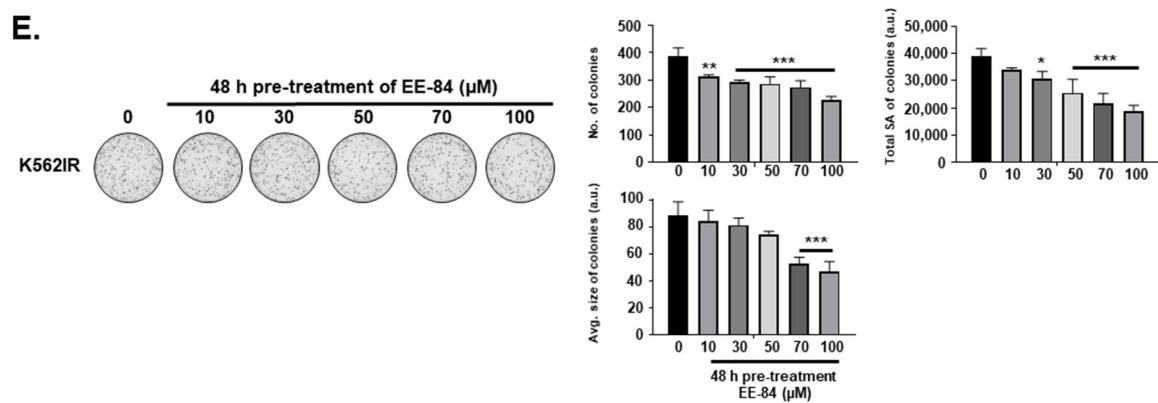 E.
48 h pre-treatment of EE-84 (µM)
0 10 30 50 70 100
K562IR
No. of colonies
500
400
300
200
100
0
**
***
0 10 30 50 70 100
Total SA of colonies (a.u.)
50,000
40,000
30,000
20,000
10,000
0
*
***
0 10 30 50 70 100
Avg. size of colonies (a.u.)
100
80
60
40
20
0
***
0 10 30 50 70 100
48 h pre-treatment
EE-84 (µM)